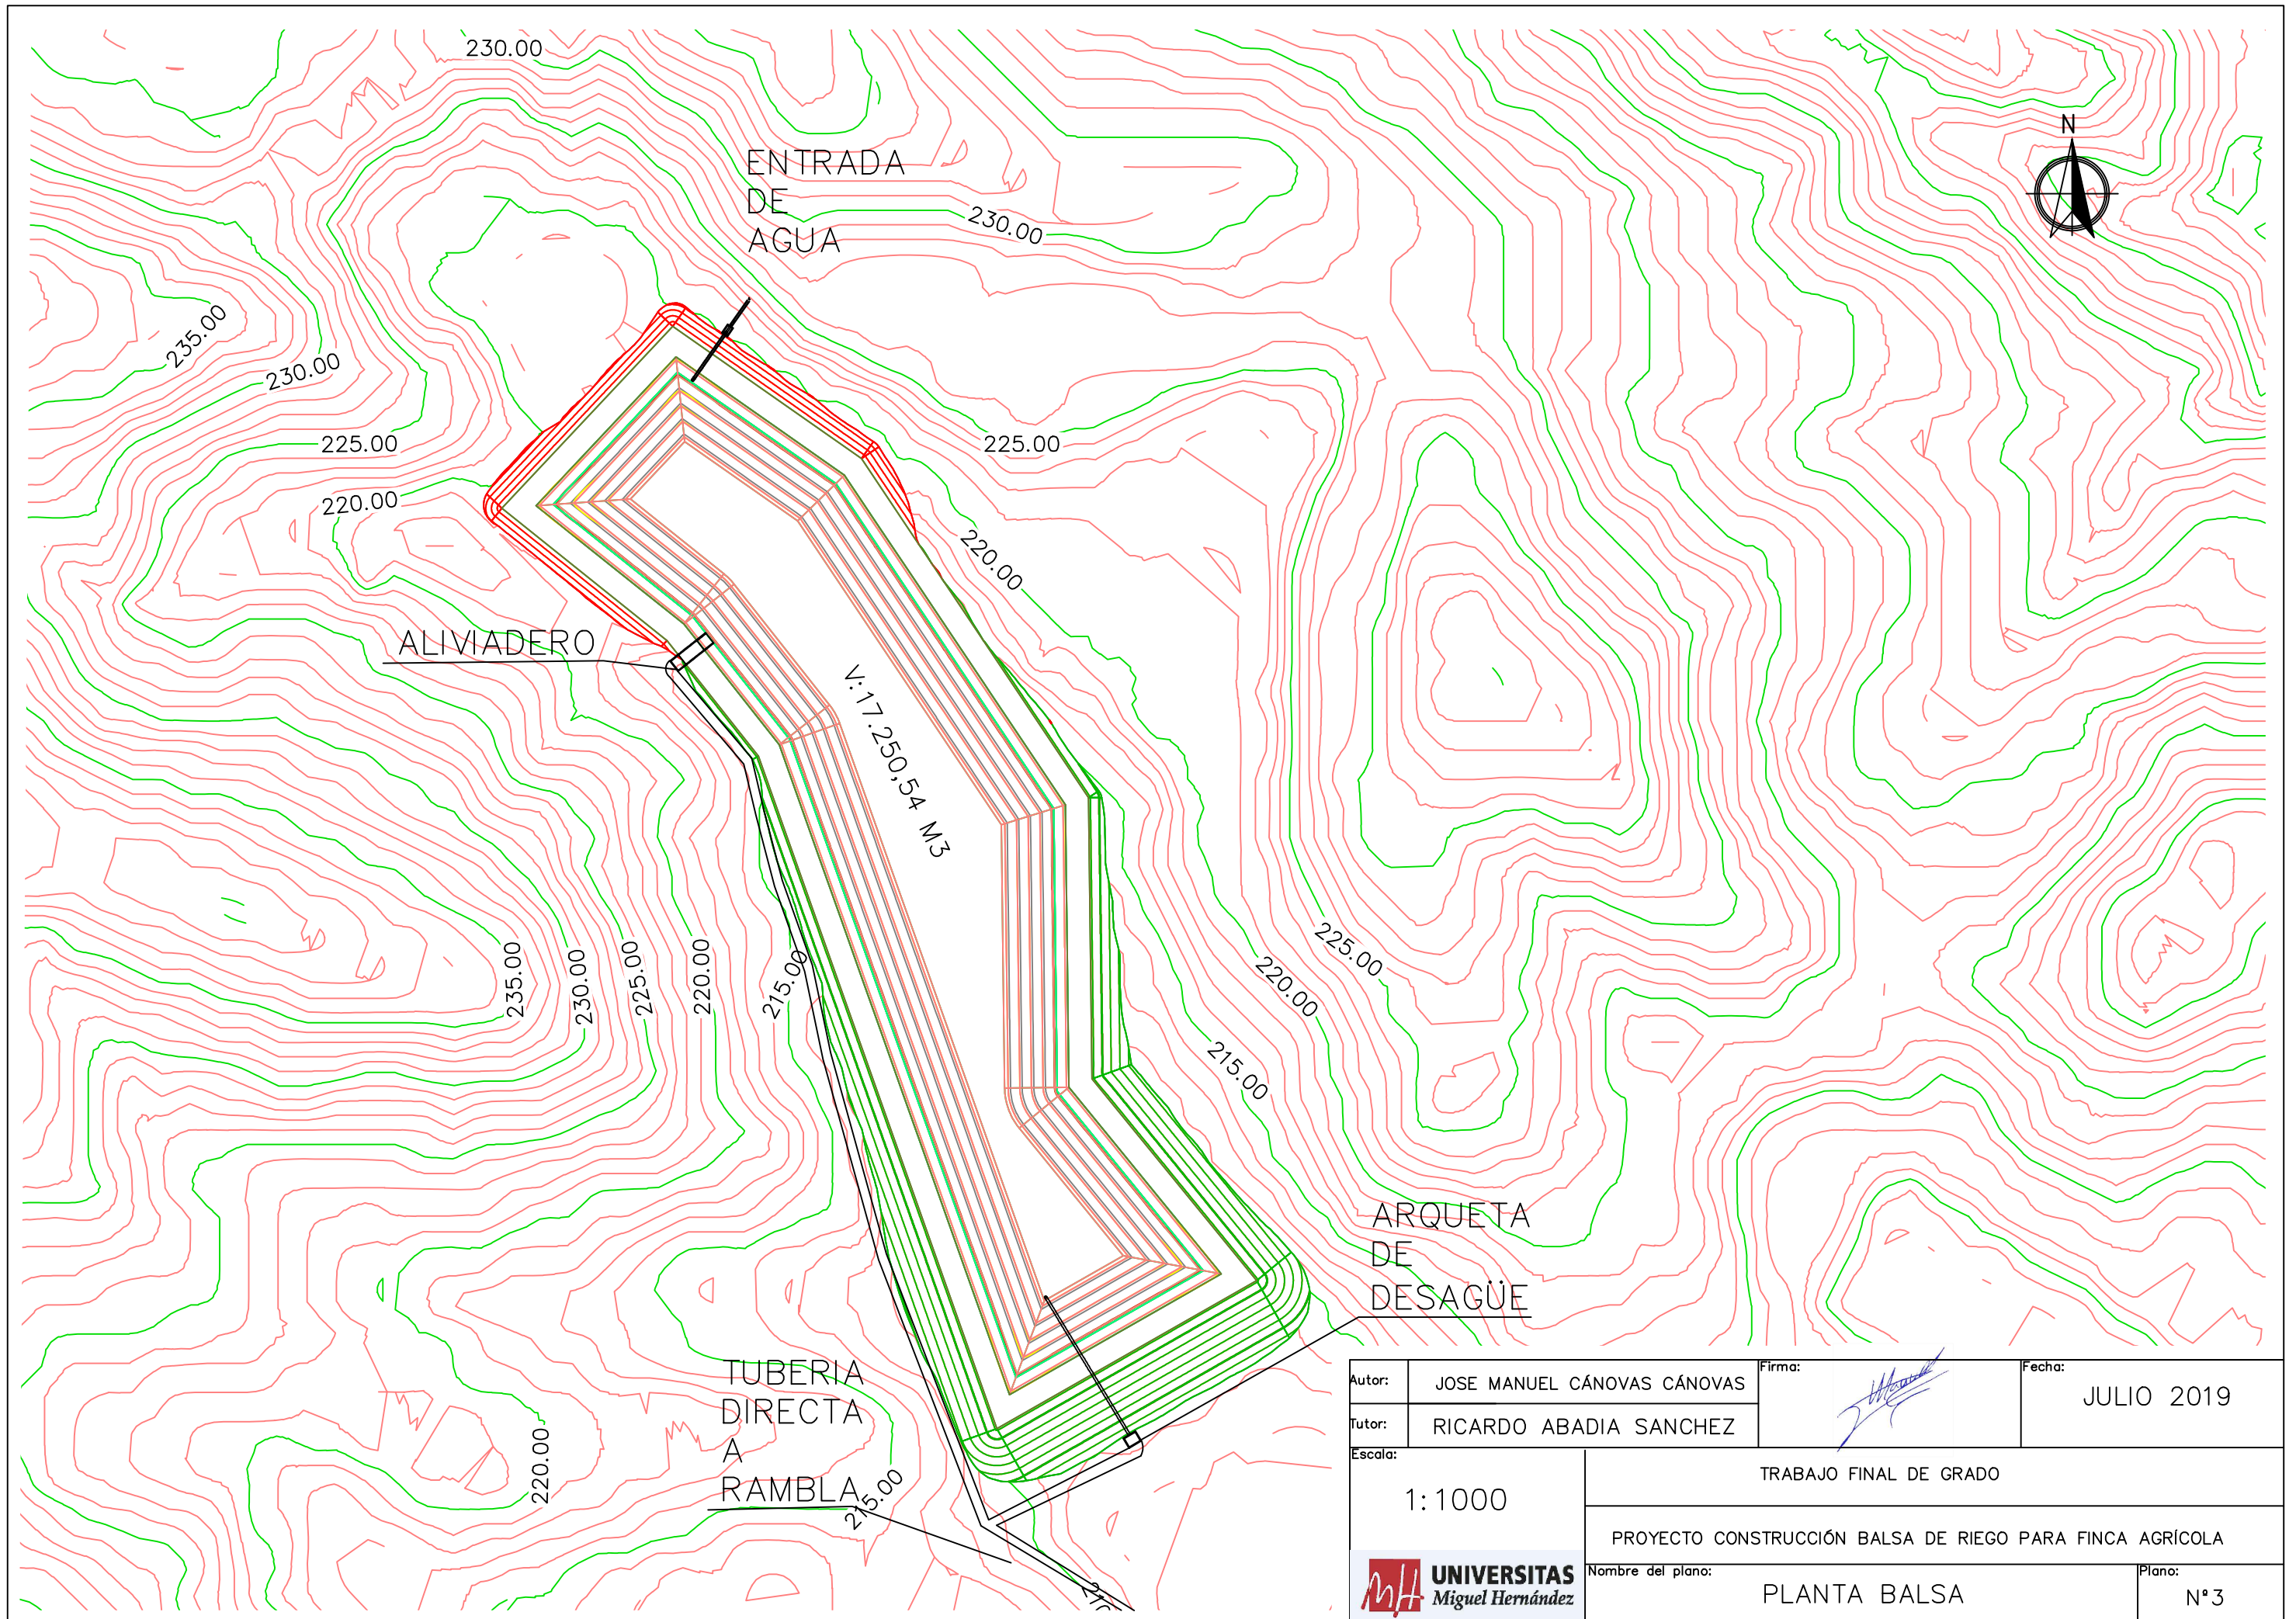 230.00
N
ENTRADA
DE
AGUA
230.00
235.00
230.00
225.00
225.00
220.00
220.00
ALIVIADERO
V:17.250,54 M3
235.00
230.00
225.00
220.00
215.00
225.00
220.00
215.00
ARQUETA
DE
DESAGÜE
TUBERIA
DIRECTA
A
RAMBLA
215.00
220.00
Autor:
JOSE MANUEL CÁNOVAS CÁNOVAS
Firma:
Fecha:
JULIO 2019
Tutor:
RICARDO ABADIA SANCHEZ
Escala:
1:1000
TRABAJO FINAL DE GRADO
PROYECTO CONSTRUCCIÓN BALSA DE RIEGO PARA FINCA AGRÍCOLA
UNIVERSITAS
Miguel Hernández
Nombre del plano:
PLANTA BALSA
Plano:
Nº3